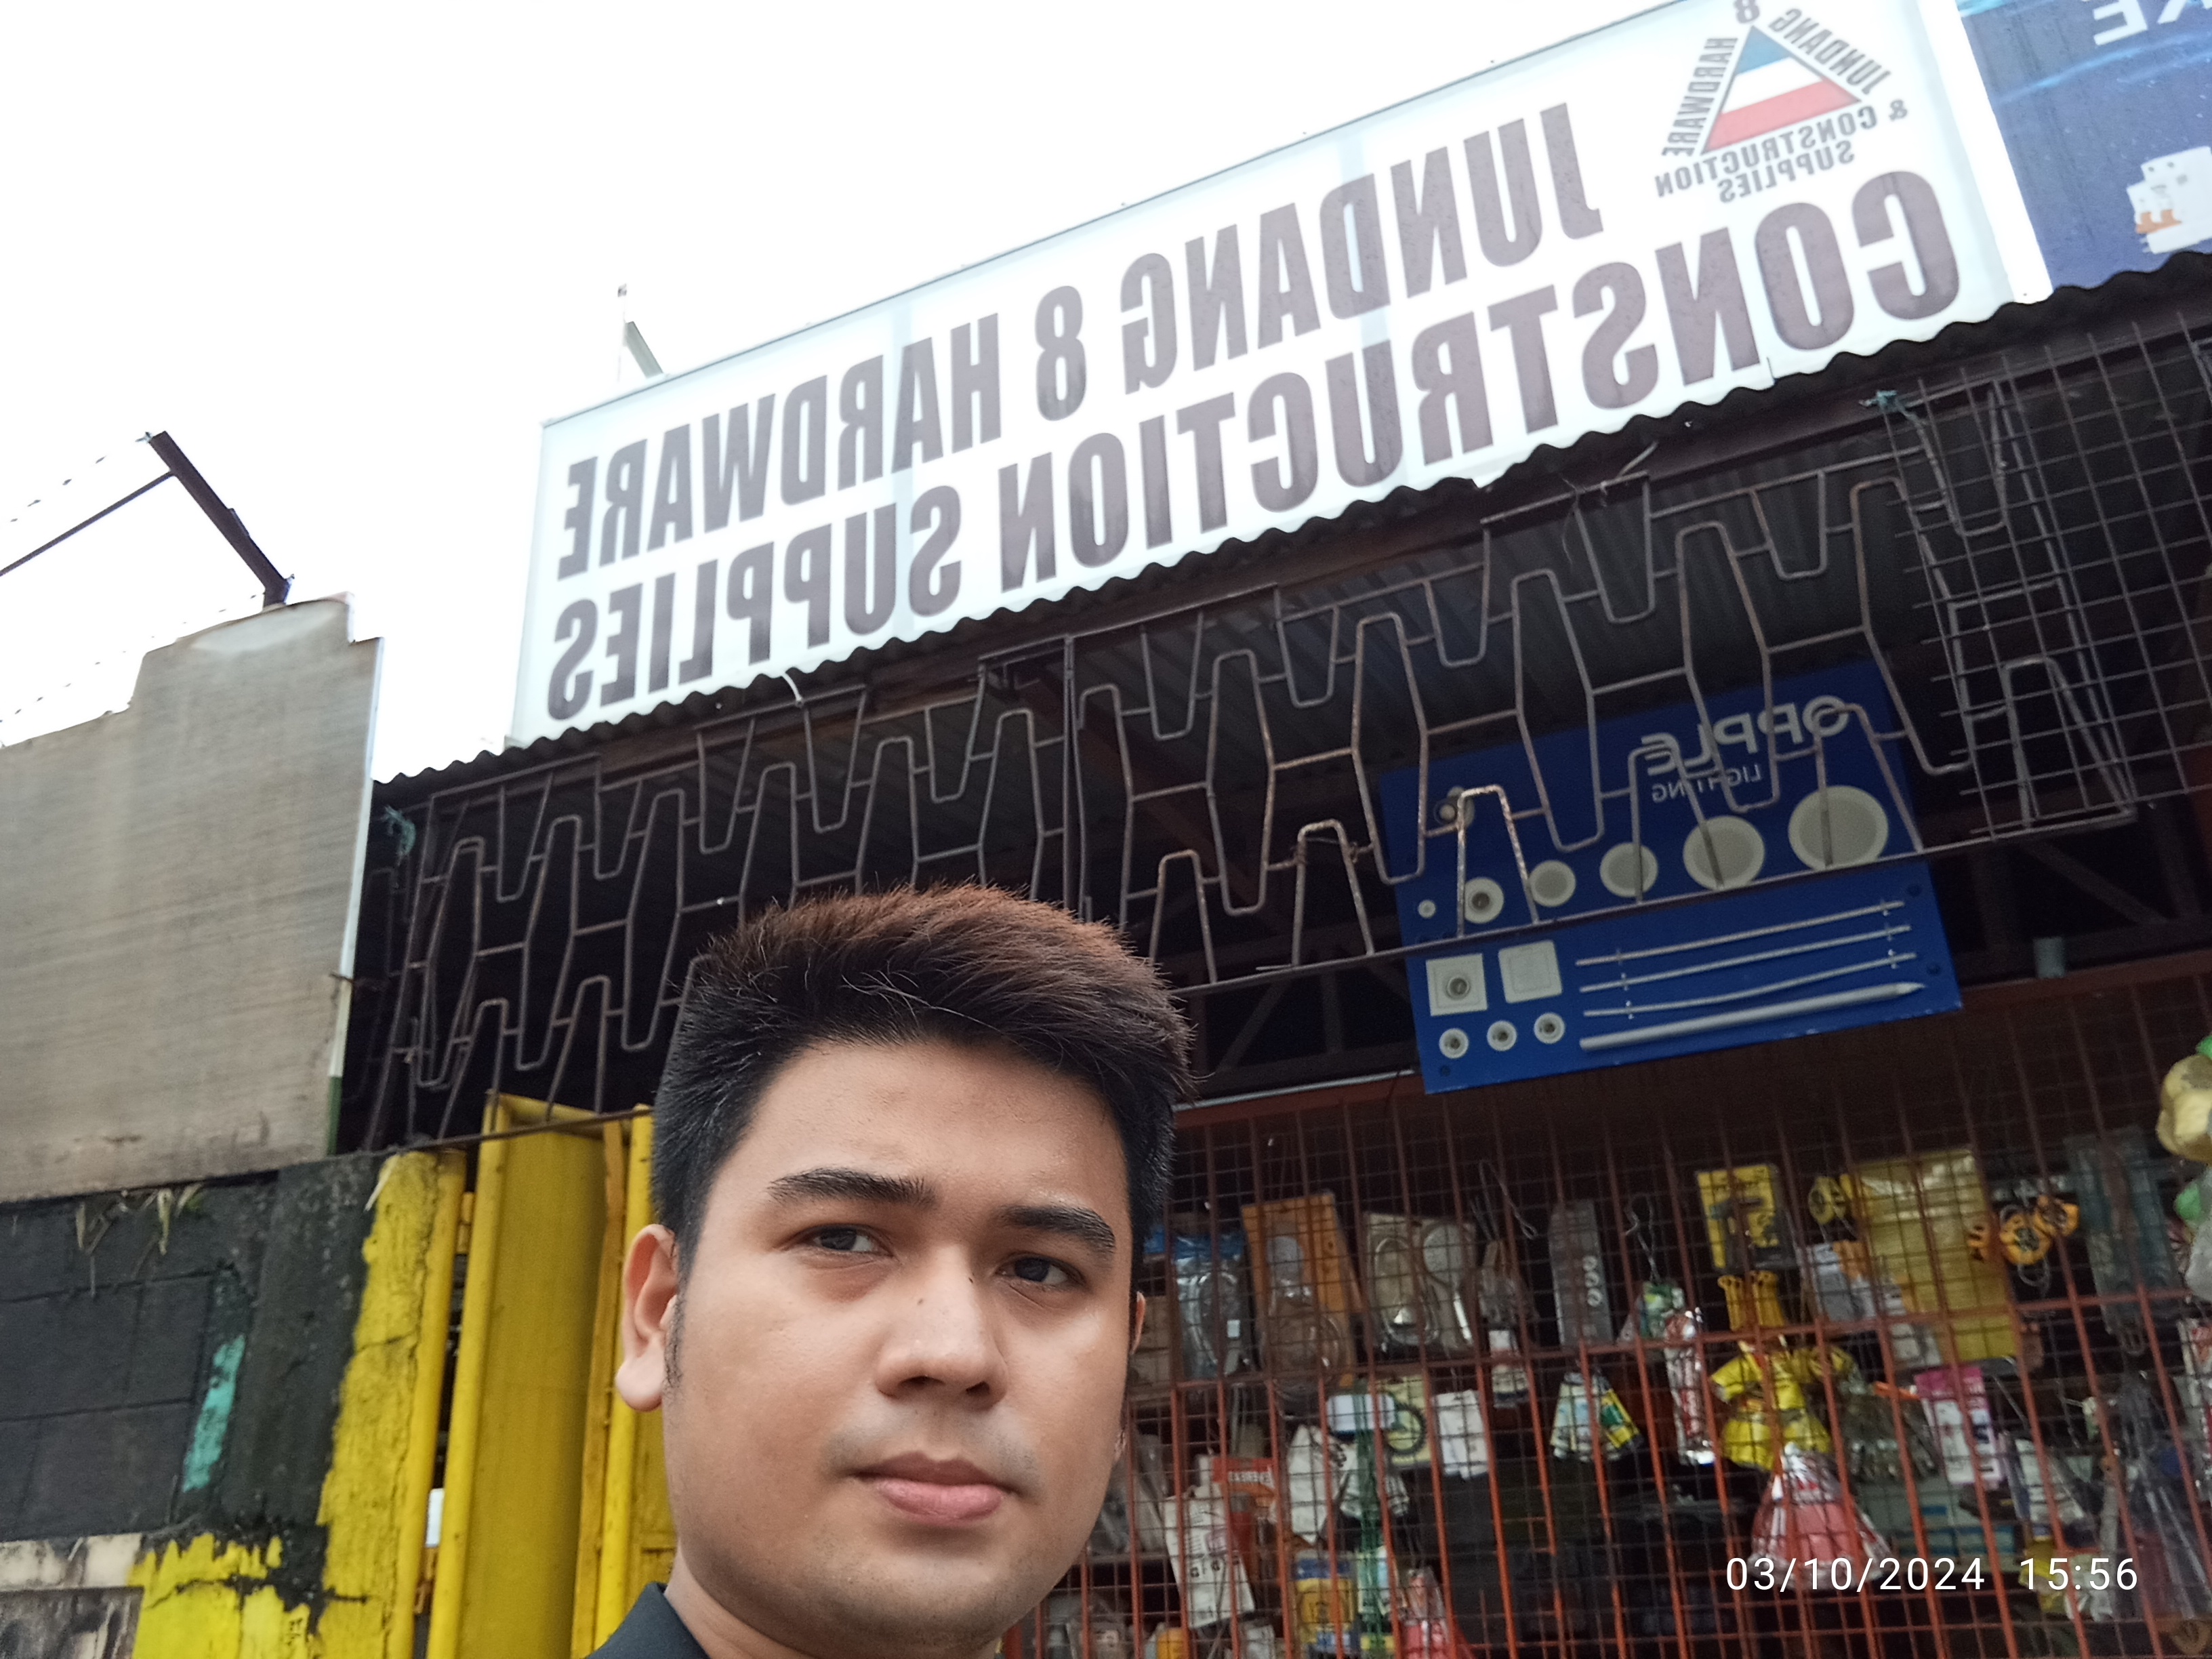 JUNDANG 8 HARDWARE
CONSTRUCTION SUPPLIES
JUNDANG 8 HARDWARE
& CONSTRUCTION
SUPPLIES
OPPLE
LIGHTING
03/10/2024 15:56